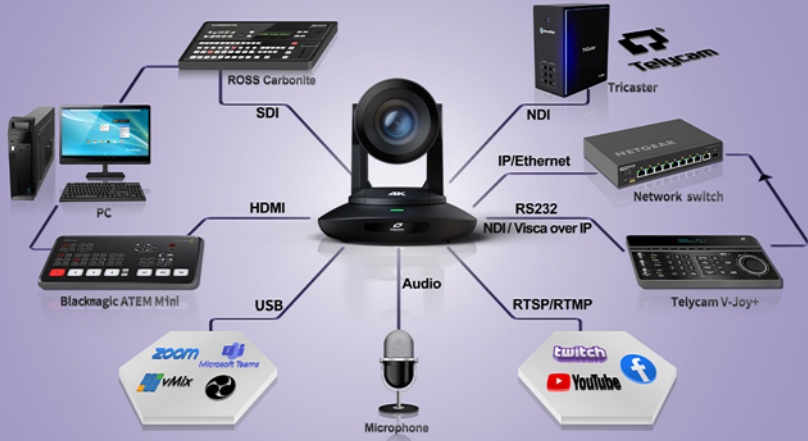 ROSS Carbonite
Telycam
Tricaster
SDI
NDI
4K
NETGEAR
IP/Ethernet
PC
Network switch
HDMI
RS232
NDI / Visca over IP
Telycam
Blackmagic ATEM Mini
Telycam V-Joy+
USB
Audio
RTSP/RTMP
zoom
Microsoft Teams
vMix
twitch
YouTube
Microphone